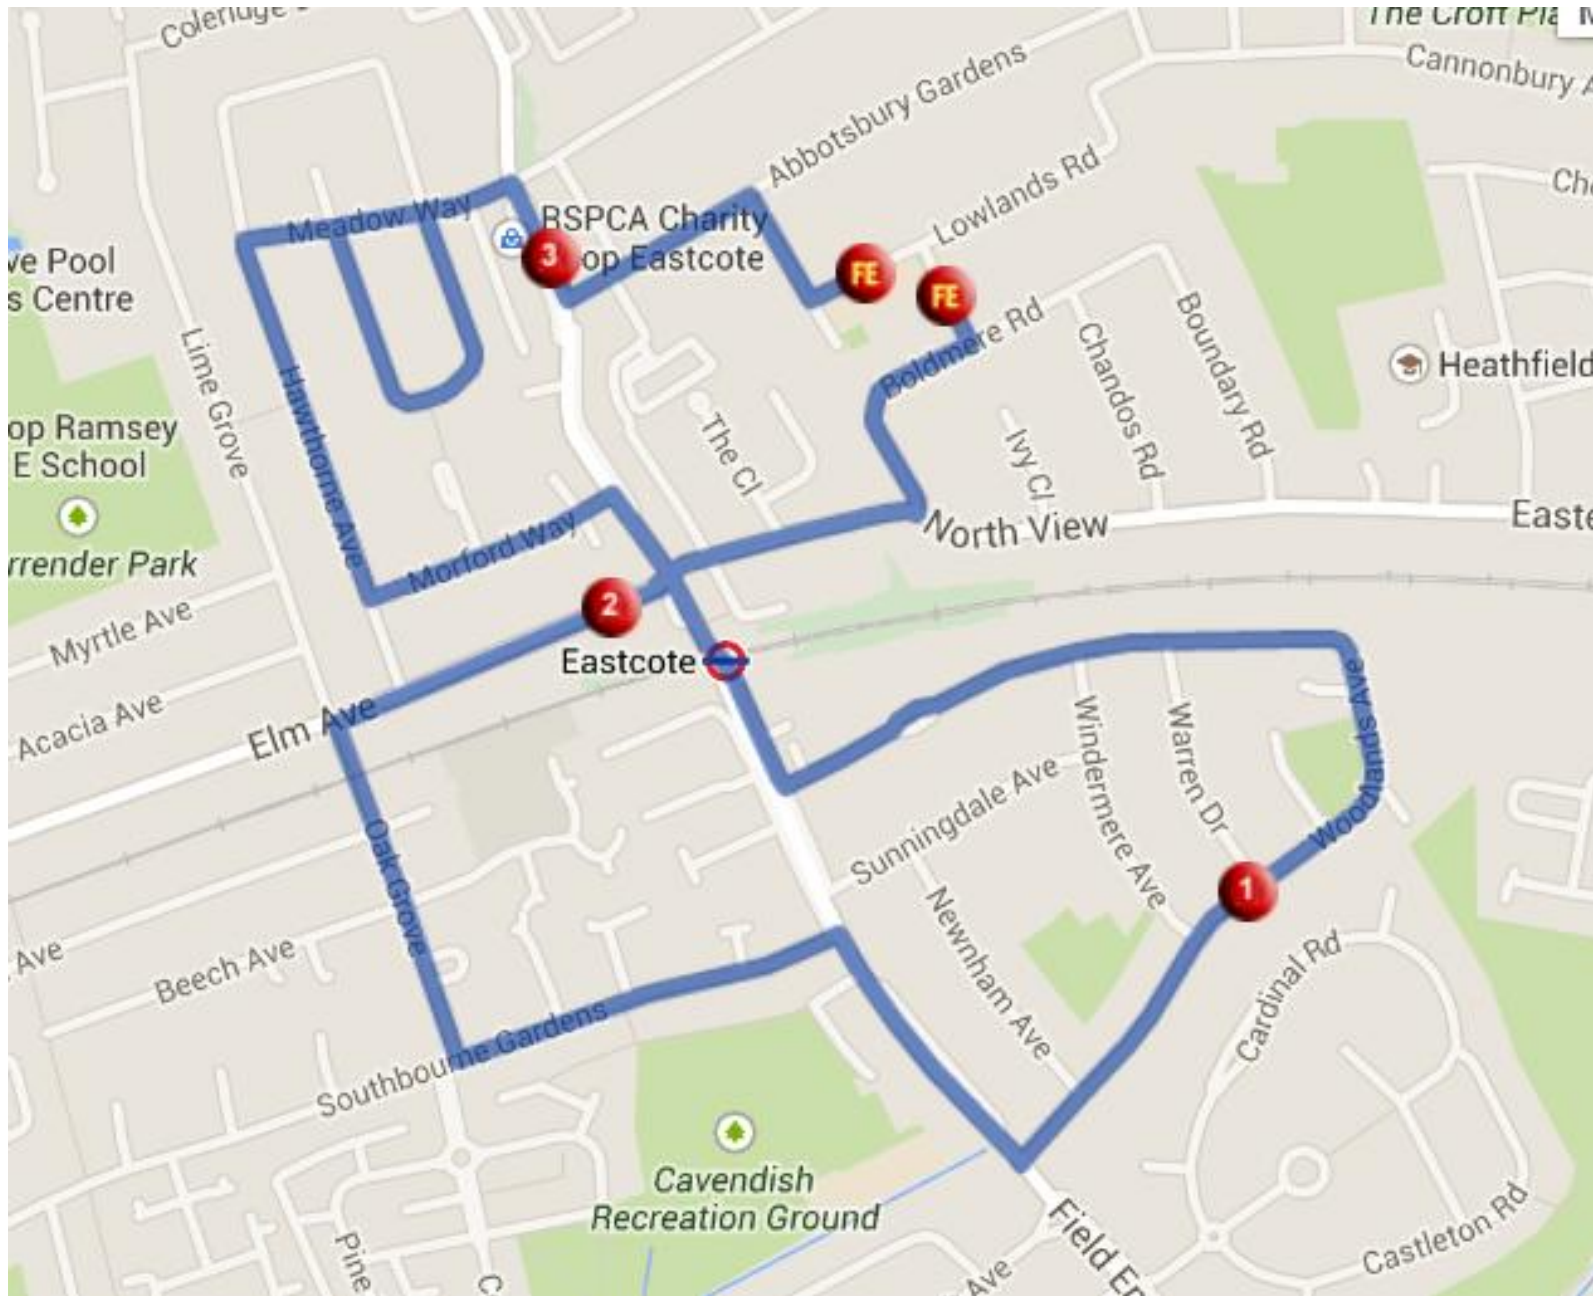 Coleridge
The Croft Pla
M
Cannonbury A
Abbotsbury Gardens
Lowlands Rd
Che
Meadow Way
RSPCA Charity
op Eastcote
3
FE
FE
ve Pool
s Centre
Boldmere Rd
Boundary Rd
Chandos Rd
Heathfield
Lime Grove
Hawthorne Ave
op Ramsey
E School
The Cl
Ivy Cl
North View
Easte
Morford Way
rrender Park
Myrtle Ave
2
Eastcote
Acacia Ave
Elm Ave
Woodlands Ave
Windermere Ave
Warren Dr
Sunningdale Ave
Oak Grove
1
Newnham Ave
Ave
Beech Ave
Cardinal Rd
Southbourne Gardens
Cavendish
Recreation Ground
Pine
C
Ave
Field En
Castleton Rd